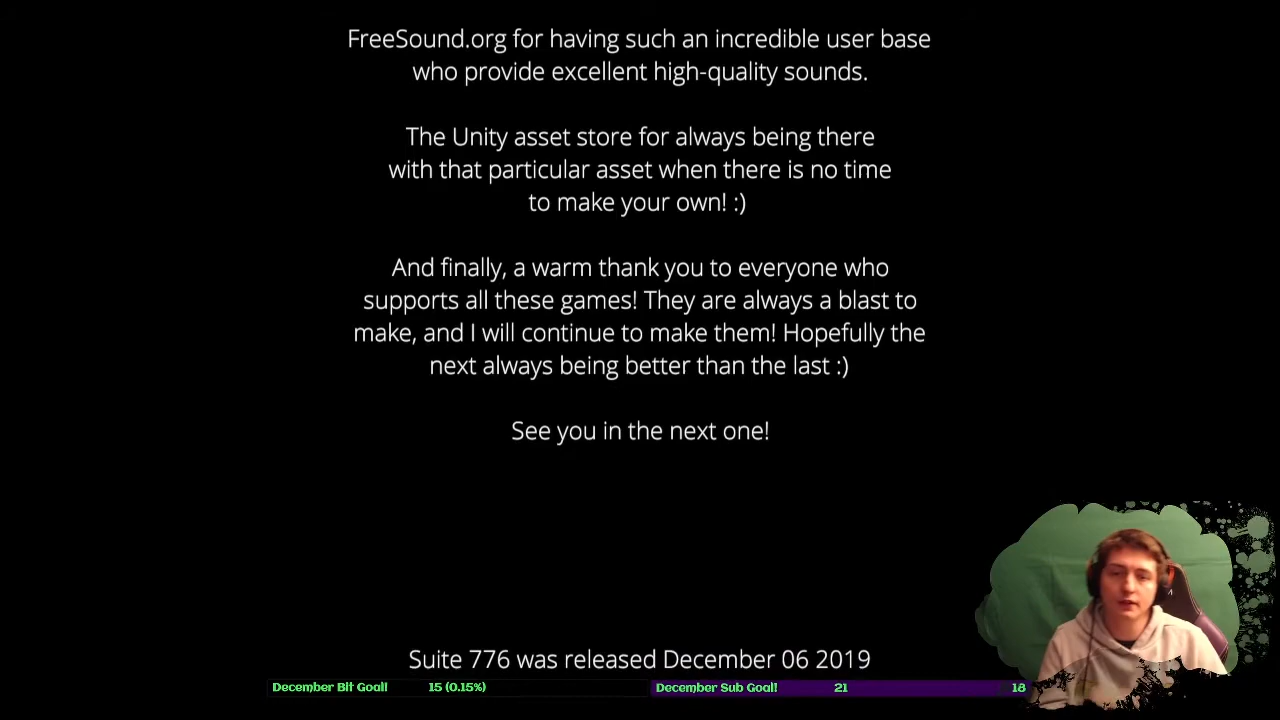 FreeSound.org for having such an incredible user base
who provide excellent high-quality sounds.
The Unity asset store for always being there
with that particular asset when there is no time
to make your own! :)
And finally, a warm thank you to everyone who
supports all these games! They are always a blast to
make, and I will continue to make them! Hopefully the
next always being better than the last :)
See you in the next one!
Suite 776 was released December 06 2019
December Bit Goal! 15 (0.15%) December Sub Goal! 21 18